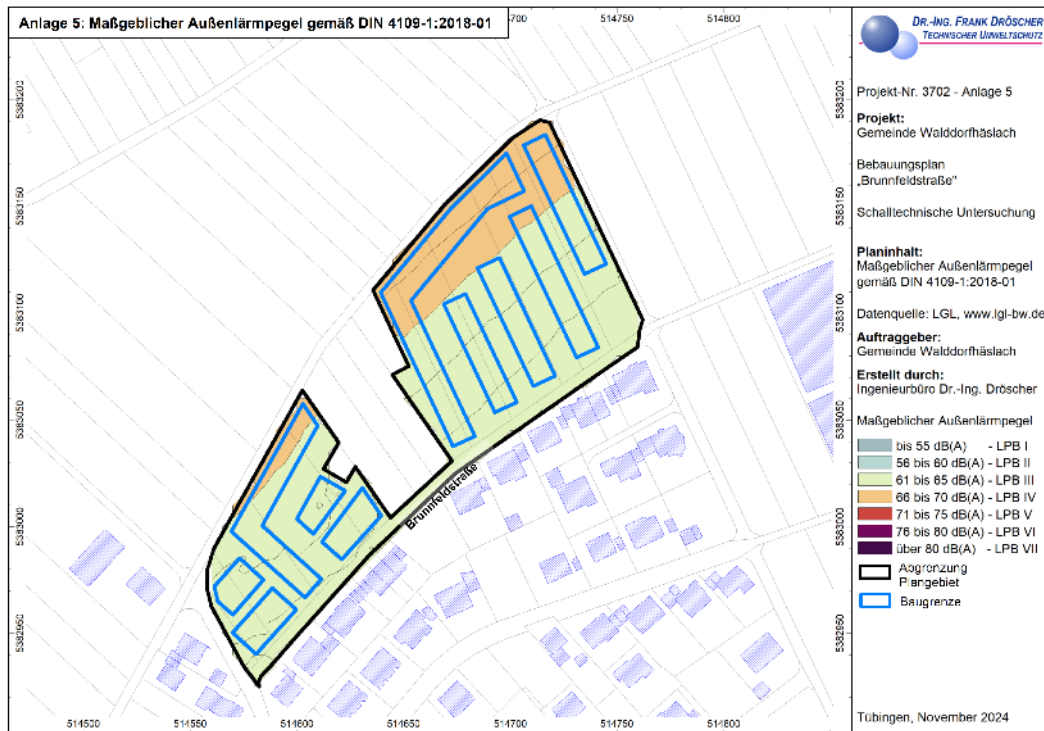 Anlage 5: Maßgeblicher Außenlärmpegel gemäß DIN 4109-1:2018-01
514700
514750
514800
5383200
5383150
5383100
5383050
5383000
5382950
5383200
5383150
5383100
5383050
5383000
5382950
Brunnfeldstraße
514500
514550
514600
514650
514700
514750
514800
DR.-ING. FRANK DRÖSCHER
TECHNISCHER UMWELTSCHUTZ
Projekt-Nr. 3702 - Anlage 5
Projekt:
Gemeinde Walddorfhäslach
Bebauungsplan
„Brunnfeldstraße"
Schalltechnische Untersuchung
Planinhalt:
Maßgeblicher Außenlärmpegel
gemäß DIN 4109-1:2018-01
Datenquelle: LGL, www.lgl-bw.de
Auftraggeber:
Gemeinde Walddorfhäslach
Erstellt durch:
Ingenieurbüro Dr.-Ing. Dröscher
Maßgeblicher Außenlärmpegel
bis 55 dB(A) - LPB I
56 bis 60 dB(A) - LPB II
61 bis 65 dB(A) - LPB III
66 bis 70 dB(A) - LPB IV
71 bis 75 dB(A) - LPB V
76 bis 80 dB(A) - LPB VI
über 80 dB(A) - LPB VII
Abgrenzung
Plangebiet
Baugrenze
Tübingen, November 2024